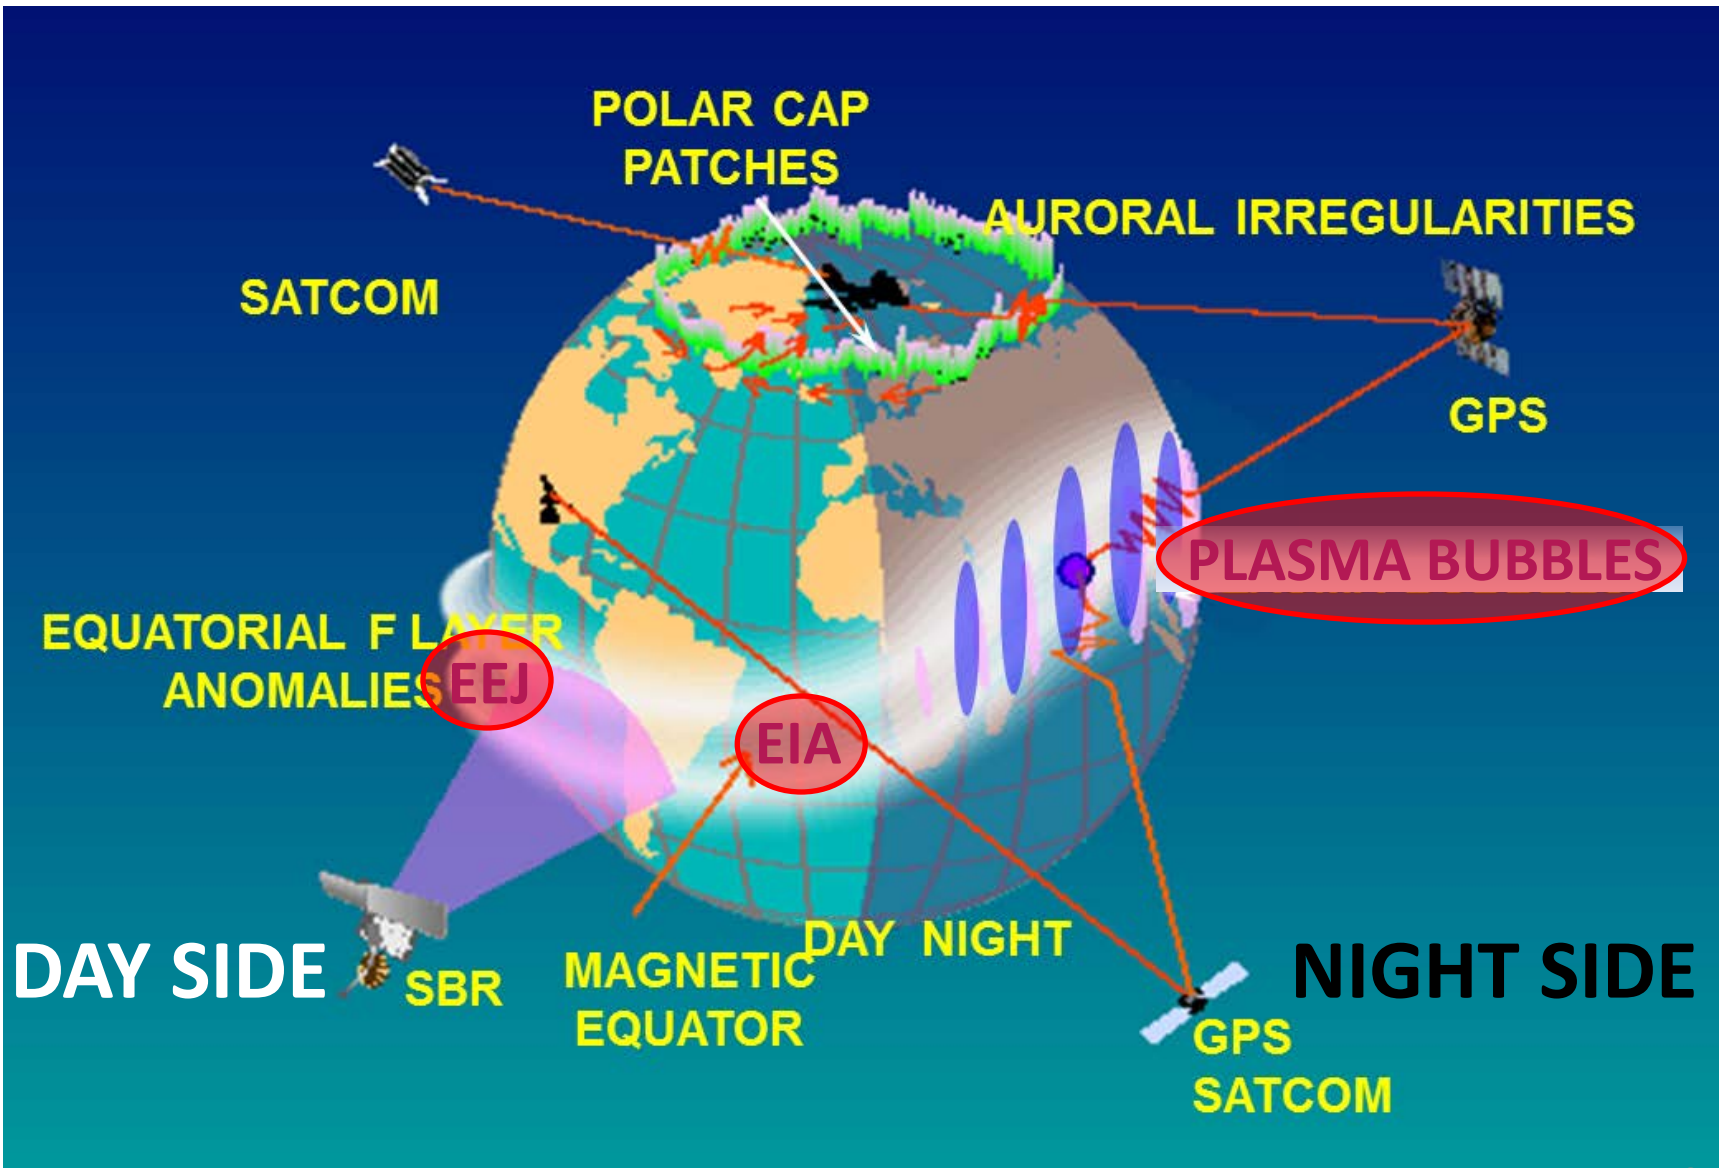 POLAR CAP
PATCHES
AURORAL IRREGULARITIES
SATCOM
GPS
PLASMA BUBBLES
EQUATORIAL F LAYER
ANOMALIES
EEJ
EIA
DAY NIGHT
DAY SIDE
NIGHT SIDE
SBR
MAGNETIC
EQUATOR
GPS
SATCOM